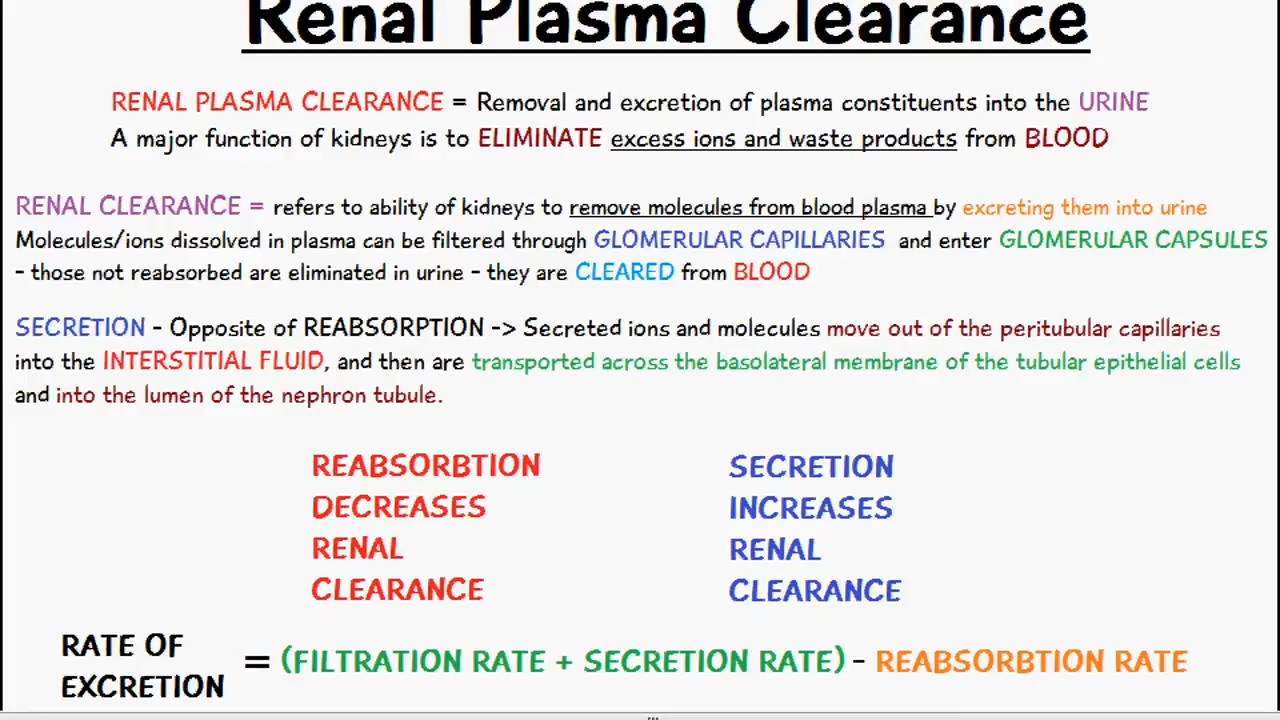 Renal Plasma Clearance
RENAL PLASMA CLEARANCE = Removal and excretion of plasma constituents into the URINE
A major function of kidneys is to ELIMINATE excess ions and waste products from BLOOD
RENAL CLEARANCE = refers to ability of kidneys to remove molecules from blood plasma by excreting them into urine
Molecules/ions dissolved in plasma can be filtered through GLOMERULAR CAPILLARIES and enter GLOMERULAR CAPSULES
- those not reabsorbed are eliminated in urine - they are CLEARED from BLOOD
SECRETION - Opposite of REABSORPTION -> Secreted ions and molecules move out of the peritubular capillaries
into the INTERSTITIAL FLUID, and then are transported across the basolateral membrane of the tubular epithelial cells
and into the lumen of the nephron tubule.
REABSORBTION
DECREASES
RENAL
CLEARANCE
SECRETION
INCREASES
RENAL
CLEARANCE
RATE OF
EXCRETION
= (FILTRATION RATE + SECRETION RATE) - REABSORBTION RATE